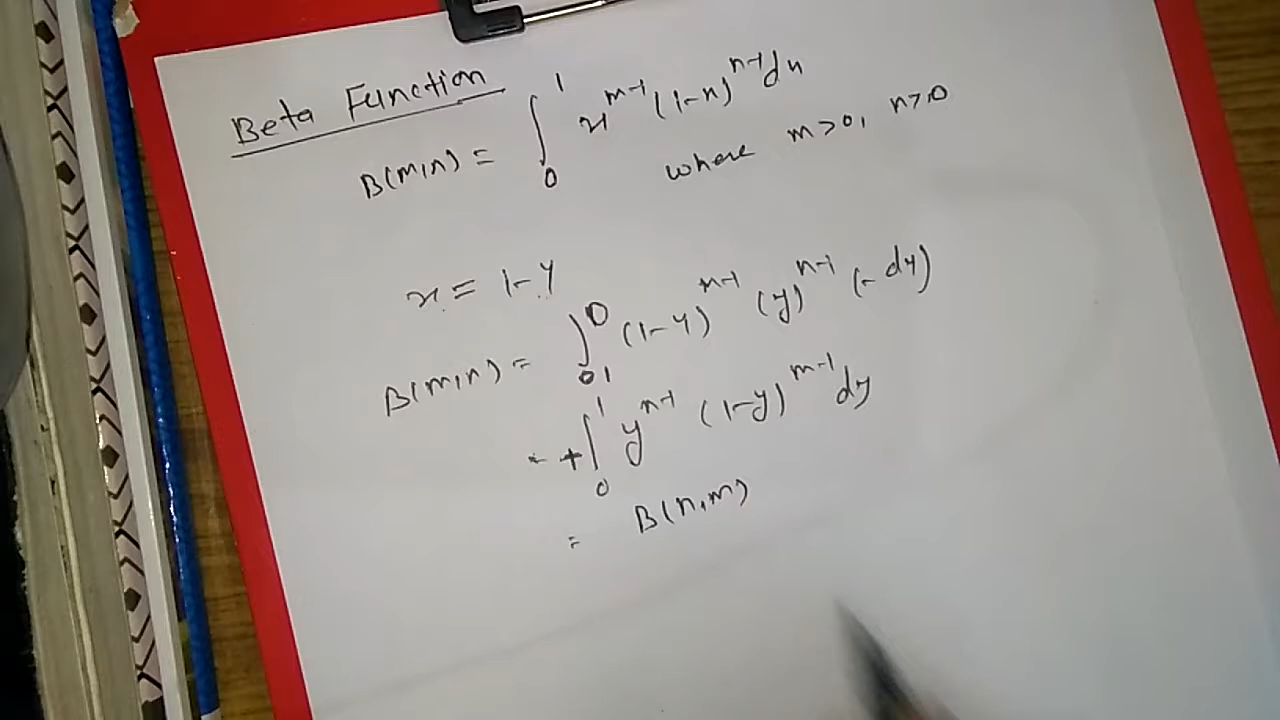 Beta Function
B(m,n) = ∫₀¹ x^{m-1} (1-x)^{n-1} dx
where m>0, n>0
x = 1-y
B(m,n) = ∫₁⁰ (1-y)^{m-1} (y)^{n-1} (-dy)
= + ∫₀¹ y^{n-1} (1-y)^{m-1} dy
= B(n,m)